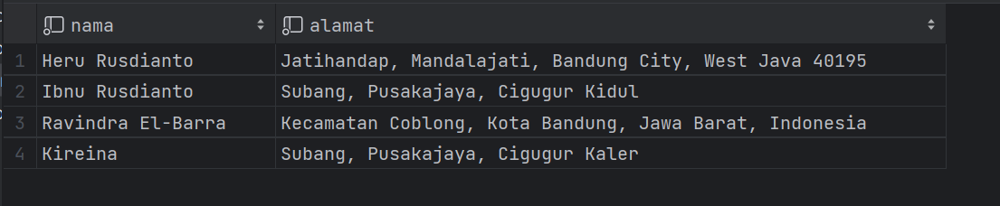 nama alamat
1 Heru Rusdianto Jatihandap, Mandalajati, Bandung City, West Java 40195
2 Ibnu Rusdianto Subang, Pusakajaya, Cigugur Kidul
3 Ravindra El-Barra Kecamatan Coblong, Kota Bandung, Jawa Barat, Indonesia
4 Kireina Subang, Pusakajaya, Cigugur Kaler